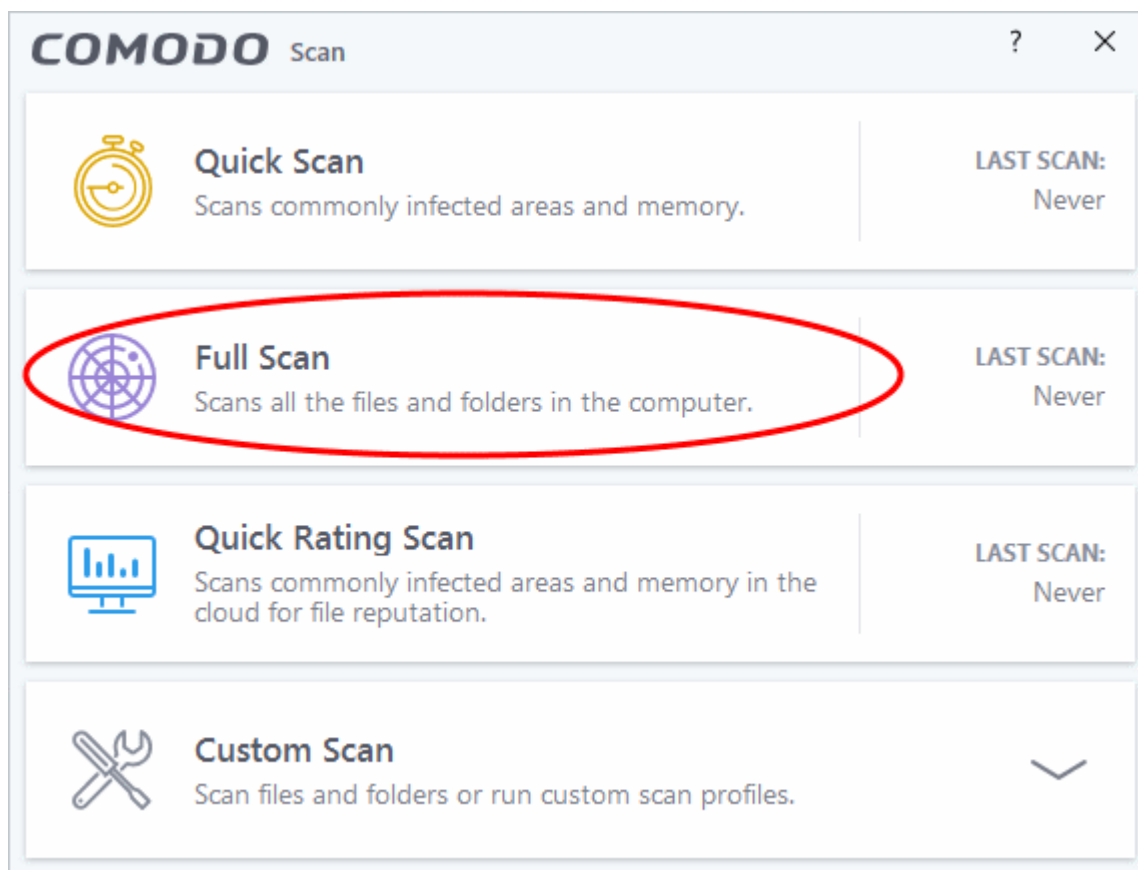 COMODO Scan
?
Quick Scan
Scans commonly infected areas and memory.
LAST SCAN:
Never
Full Scan
Scans all the files and folders in the computer.
LAST SCAN:
Never
Quick Rating Scan
Scans commonly infected areas and memory in the
cloud for file reputation.
LAST SCAN:
Never
Custom Scan
Scan files and folders or run custom scan profiles.